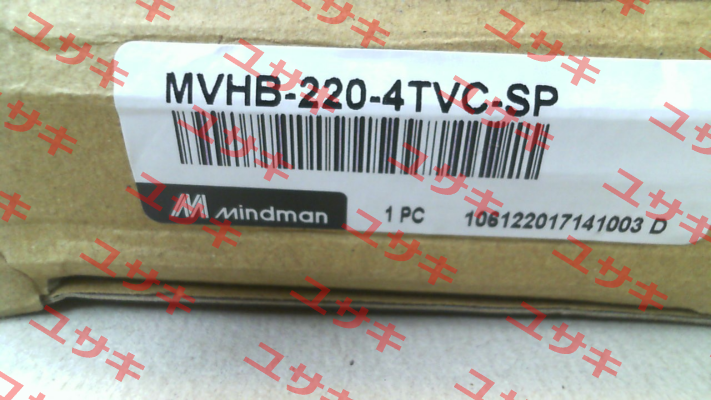 MVHB-220-4TVC-SP
Mindman
1 PC
106122017141003 D
ユサキ